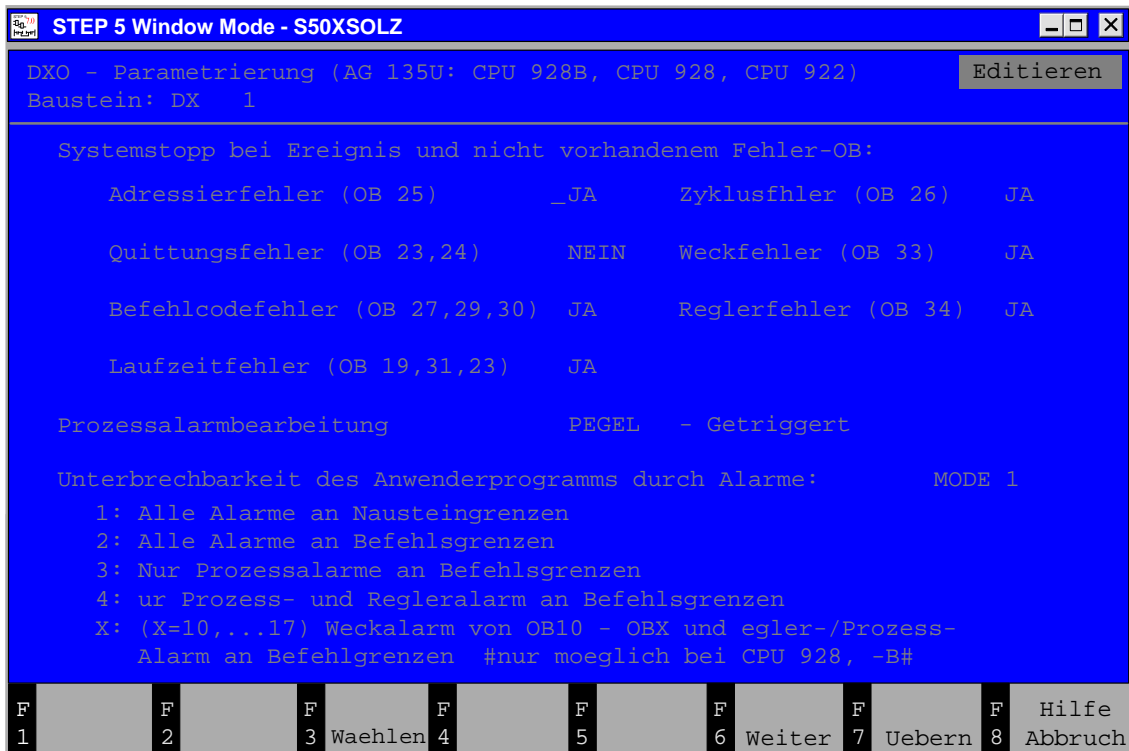 STEP 5 Window Mode - S50XSOLZ
DXO - Parametrierung (AG 135U: CPU 928B, CPU 928, CPU 922) Editieren
Baustein: DX 1
Systemstopp bei Ereignis und nicht vorhandenem Fehler-OB:
Adressierfehler (OB 25) _JA Zyklusfhler (OB 26) JA
Quittungsfehler (OB 23,24) NEIN Weckfehler (OB 33) JA
Befehlcodefehler (OB 27,29,30) JA Reglerfehler (OB 34) JA
Laufzeitfehler (OB 19,31,23) JA
Prozessalarmbearbeitung PEGEL - Getriggert
Unterbrechbarkeit des Anwenderprogramms durch Alarme: MODE 1
1: Alle Alarme an Nausteingrenzen
2: Alle Alarme an Befehlsgrenzen
3: Nur Prozessalarme an Befehlsgrenzen
4: ur Prozess- und Regleralarm an Befehlsgrenzen
X: (X=10,...17) Weckalarm von OB10 - OBX und egler-/Prozess-
Alarm an Befehlgrenzen #nur moeglich bei CPU 928, -B#
F F F F F F F F Hilfe
1 2 3 Waehlen 4 5 6 Weiter 7 Uebern 8 Abbruch